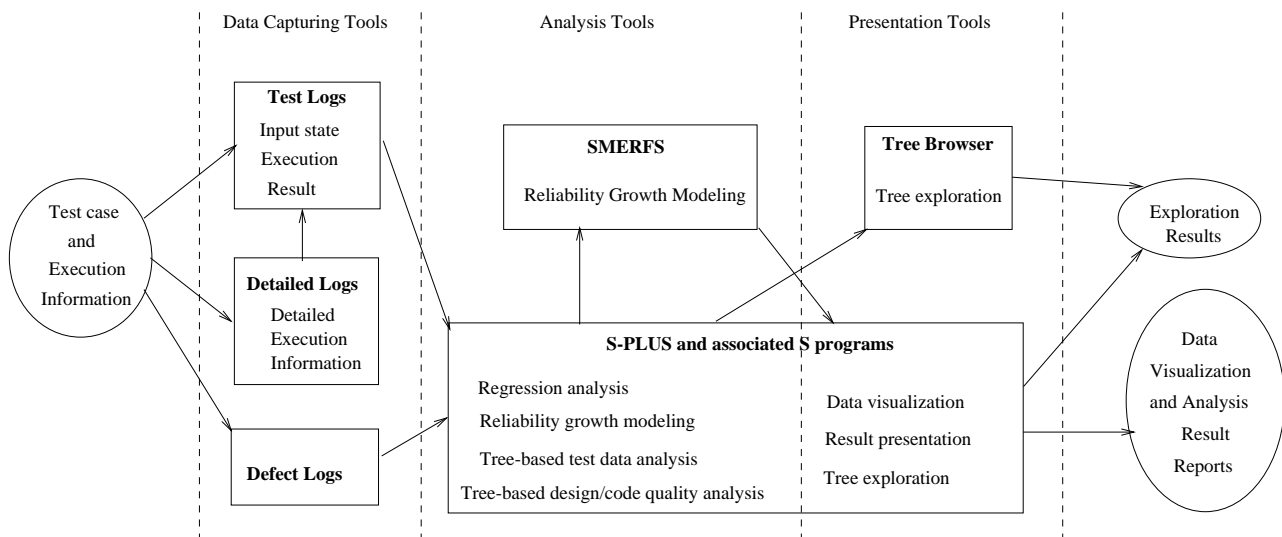 Data Capturing Tools
Analysis Tools
Presentation Tools
Test case
and
Execution
Information
Test Logs
Input state
Execution
Result
Detailed Logs
Detailed
Execution
Information
Defect Logs
SMERFS
Reliability Growth Modeling
S-PLUS and associated S programs
Regression analysis
Reliability growth modeling
Tree-based test data analysis
Tree-based design/code quality analysis
Data visualization
Result presentation
Tree exploration
Tree Browser
Tree exploration
Exploration
Results
Data
Visualization
and Analysis
Result
Reports